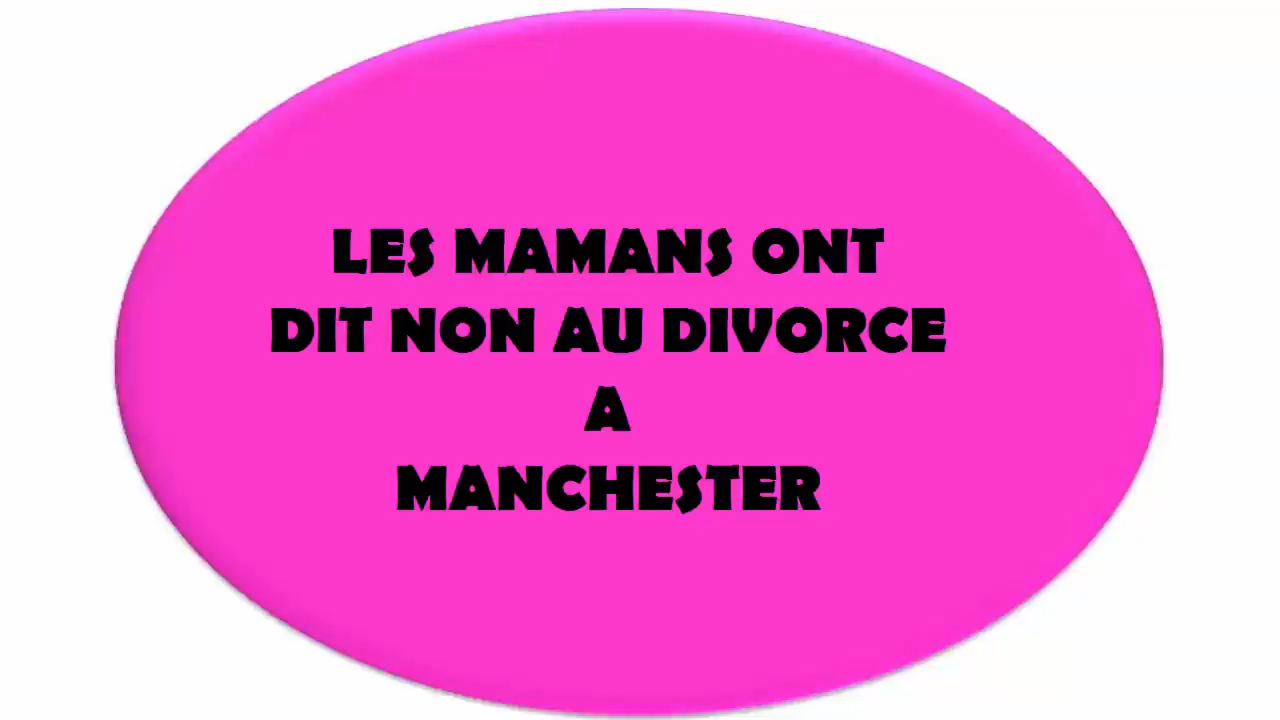 LES MAMANS ONT
DIT NON AU DIVORCE
A
MANCHESTER